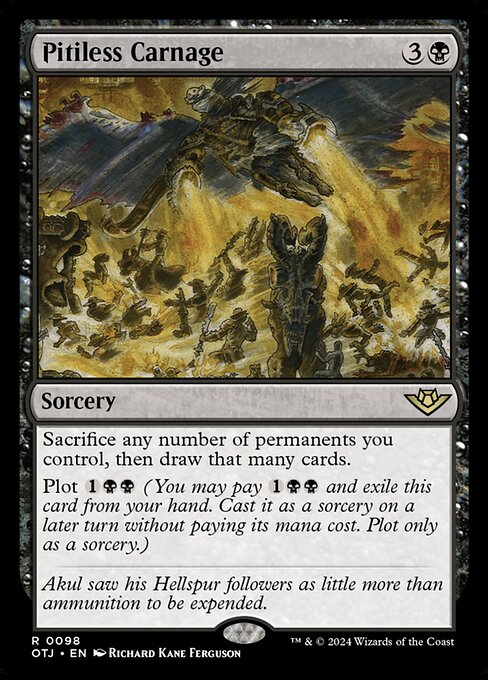 Pitiless Carnage 3
Sorcery
Sacrifice any number of permanents you
control, then draw that many cards.
Plot 1 (You may pay 1 and exile this
card from your hand. Cast it as a sorcery on a
later turn without paying its mana cost. Plot only
as a sorcery.)
Akul saw his Hellspur followers as little more than
ammunition to be expended.
R 0098
OTJ • EN Richard Kane Ferguson
™ & © 2024 Wizards of the Coast